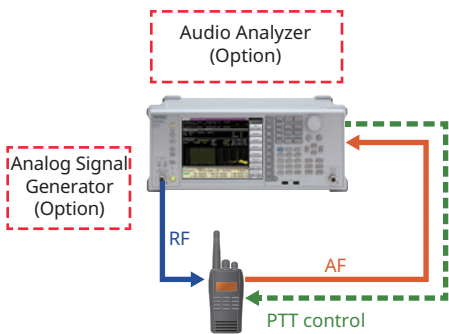 Audio Analyzer
(Option)
Analog Signal
Generator
(Option)
RF
AF
PTT control